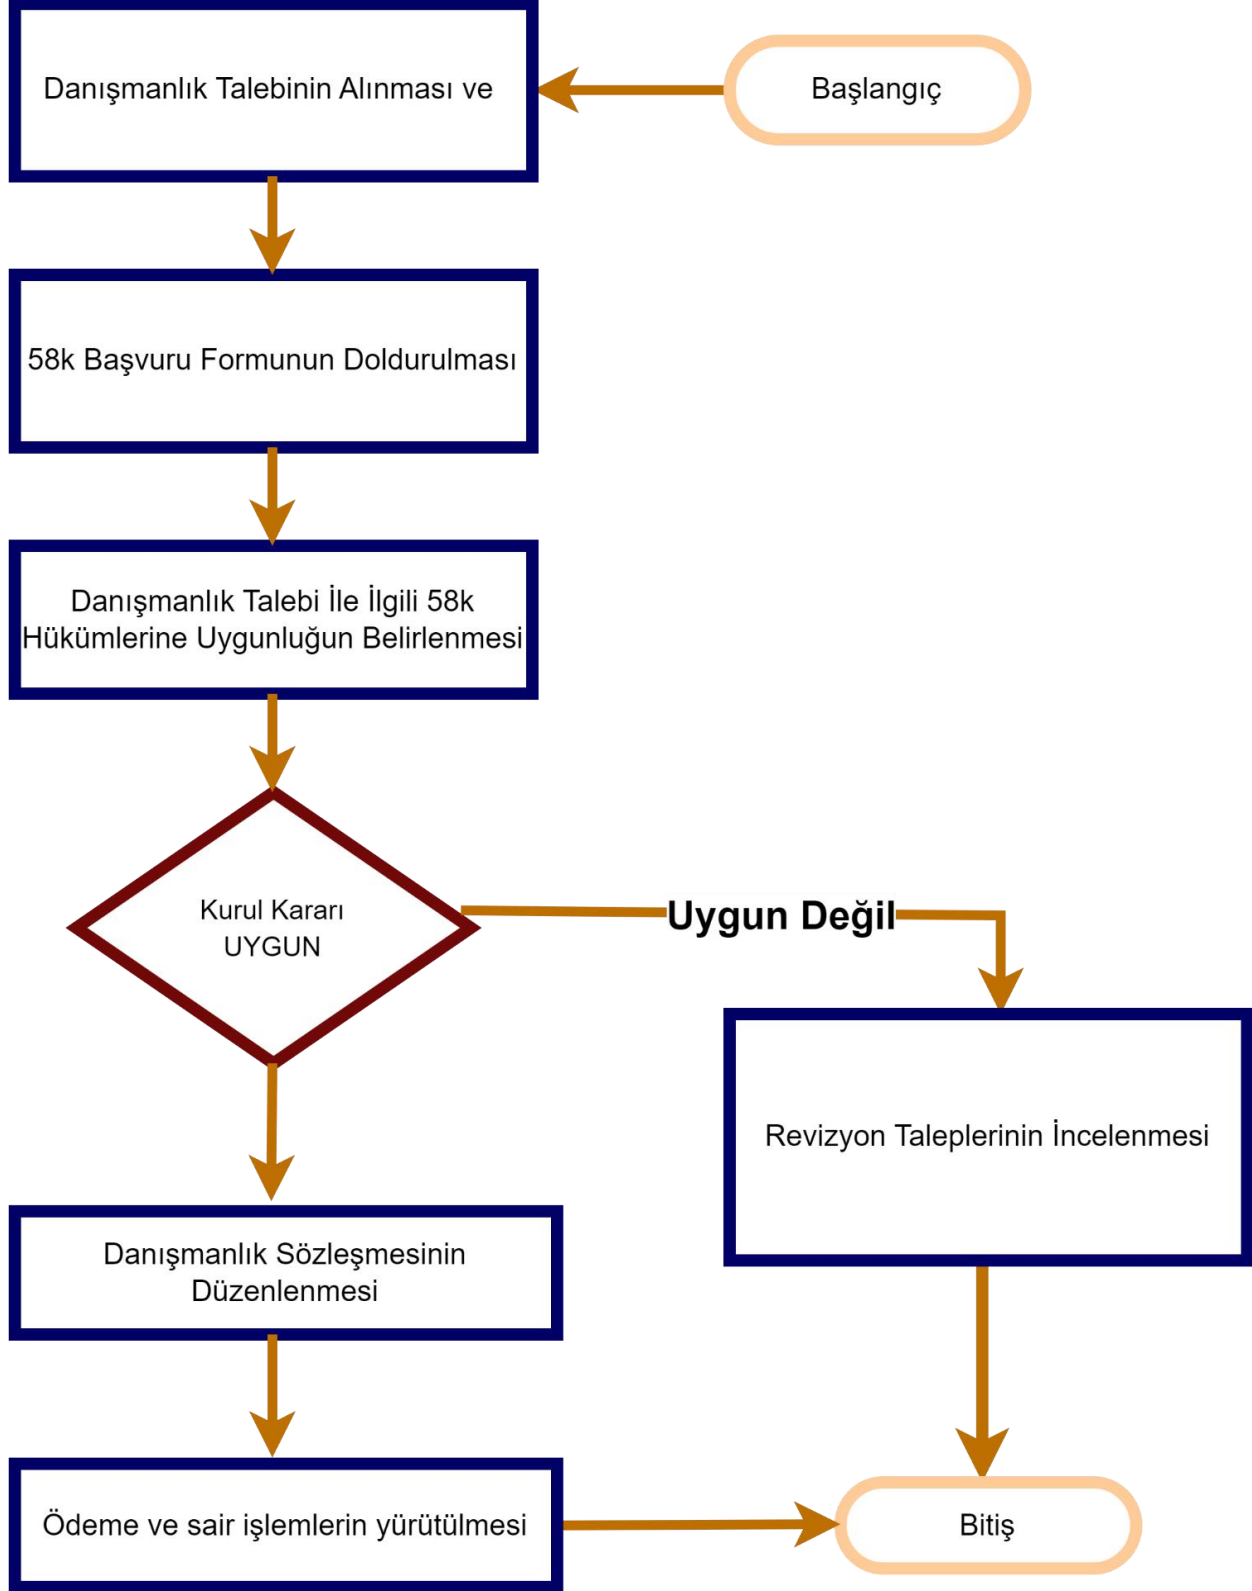 Başlangıç
Danışmanlık Talebinin Alınması ve
58k Başvuru Formunun Doldurulması
Danışmanlık Talebi İle İlgili 58k
Hükümlerine Uygunluğun Belirlenmesi
Kurul Kararı
UYGUN
Uygun Değil
Revizyon Taleplerinin İncelenmesi
Danışmanlık Sözleşmesinin
Düzenlenmesi
Ödeme ve sair işlemlerin yürütülmesi
Bitiş